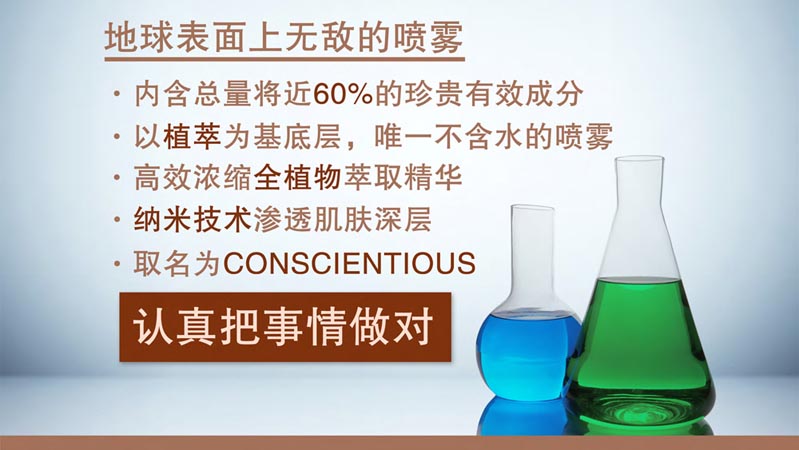 地球表面上无敌的喷雾
· 内含总量将近60%的珍贵有效成分
· 以植萃为基底层，唯一不含水的喷雾
· 高效浓缩全植物萃取精华
· 纳米技术渗透肌肤深层
· 取名为CONSCIENTIOUS
认真把事情做对